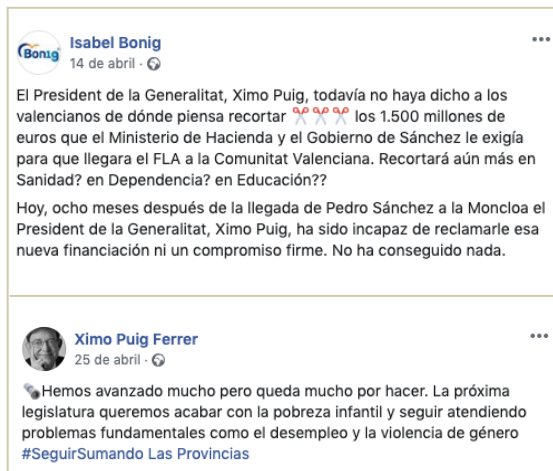 Bonig
Isabel Bonig
14 de abril ·
El President de la Generalitat, Ximo Puig, todavía no haya dicho a los
valencianos de dónde piensa recortar ✂️✂️✂️ los 1.500 millones de
euros que el Ministerio de Hacienda y el Gobierno de Sánchez le exigía
para que llegara el FLA a la Comunitat Valenciana. Recortará aún más en
Sanidad? en Dependencia? en Educación??
Hoy, ocho meses después de la llegada de Pedro Sánchez a la Moncloa el
President de la Generalitat, Ximo Puig, ha sido incapaz de reclamarle esa
nueva financiación ni un compromiso firme. No ha conseguido nada.
Ximo Puig Ferrer
25 de abril ·
🗞️Hemos avanzado mucho pero queda mucho por hacer. La próxima
legislatura queremos acabar con la pobreza infantil y seguir atendiendo
problemas fundamentales como el desempleo y la violencia de género
#SeguirSumando Las Provincias